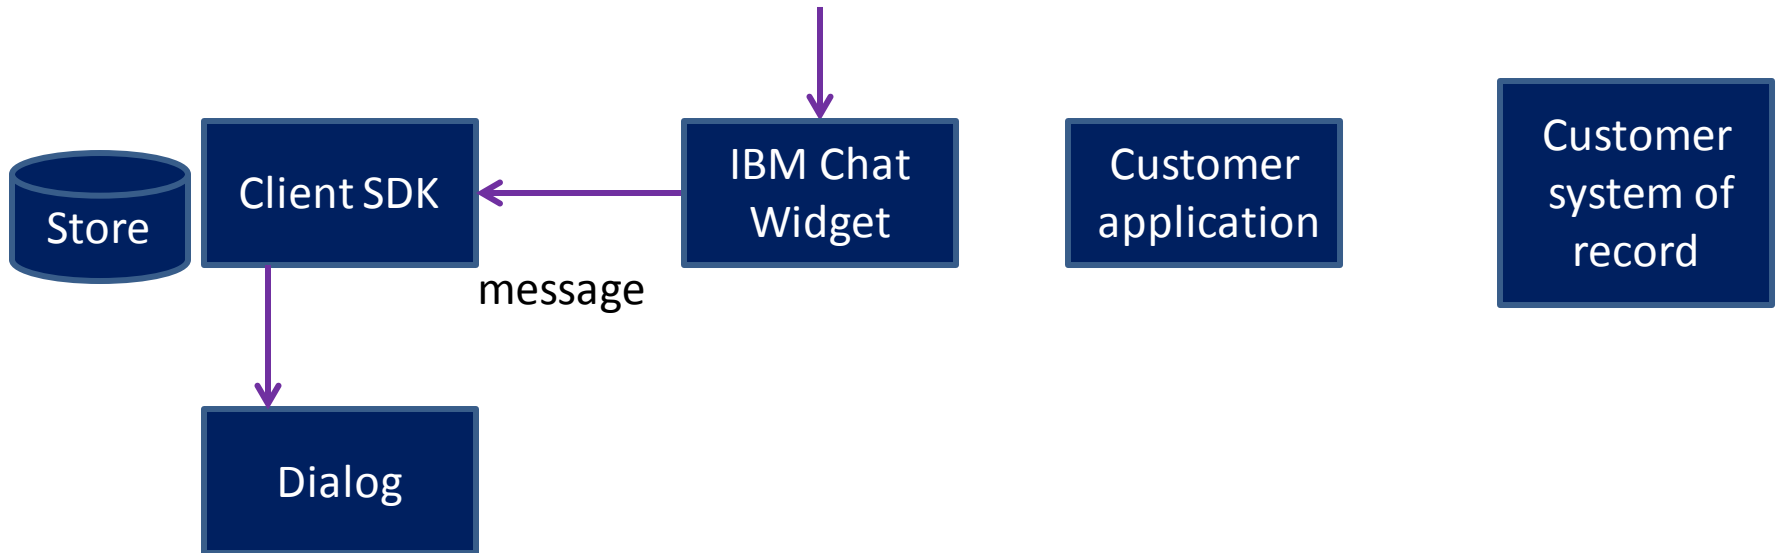 Store
Client SDK
IBM Chat
Widget
Customer
application
Customer
system of
record
message
Dialog